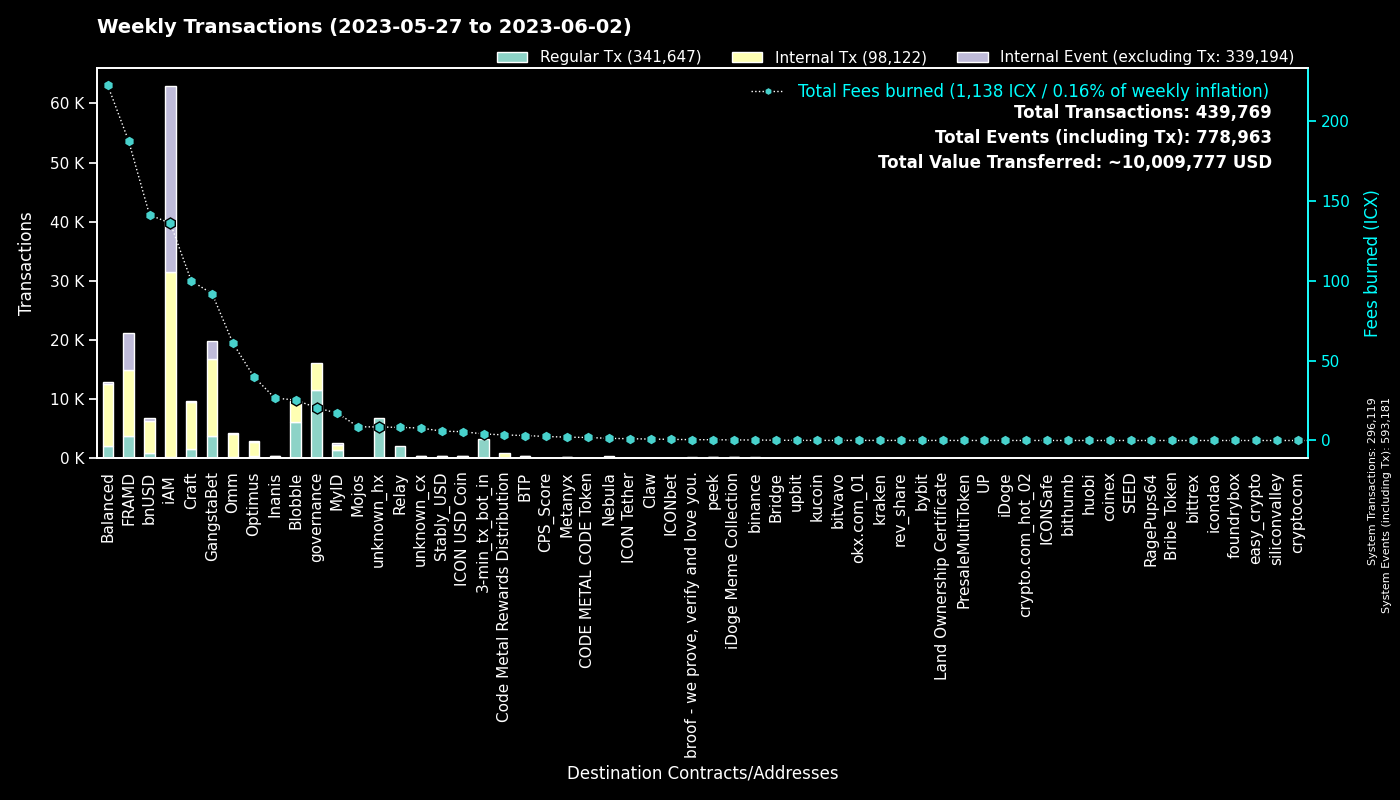 Weekly Transactions (2023-05-27 to 2023-06-02)
Regular Tx (341,647)
Internal Tx (98,122)
Internal Event (excluding Tx: 339,194)
Total Fees burned (1,138 ICX / 0.16% of weekly inflation)
Total Transactions: 439,769
Total Events (including Tx): 778,963
Total Value Transferred: ~10,009,777 USD
Transactions
60 K
50 K
40 K
30 K
20 K
10 K
0 K
200
150
100
50
0
Fees burned (ICX)
System Transactions: 296,119
System Events (including Tx): 593,181
Balanced
FRAMD
bnUSD
iAM
Craft
GangstaBet
Omm
Optimus
Inanis
Blobble
governance
MyID
Mojos
unknown_hx
Relay
unknown_cx
Stably_USD
ICON USD Coin
3-min_tx_bot_in
Code Metal Rewards Distribution
BTP
CPS_Score
Metanyx
CODE METAL CODE Token
Nebula
ICON Tether
Claw
ICONbet
broof - we prove, verify and love you.
peek
iDoge Meme Collection
binance
Bridge
upbit
kucoin
bitvavo
okx.com_01
kraken
rev_share
bybit
Land Ownership Certificate
PresaleMultiToken
UP
iDoge
crypto.com_hot_02
ICONSafe
bithumb
huobi
coinex
SEED
RagePups64
Bribe Token
bittrex
icondao
foundrybox
easy_crypto
siliconvalley
cryptocom
Destination Contracts/Addresses